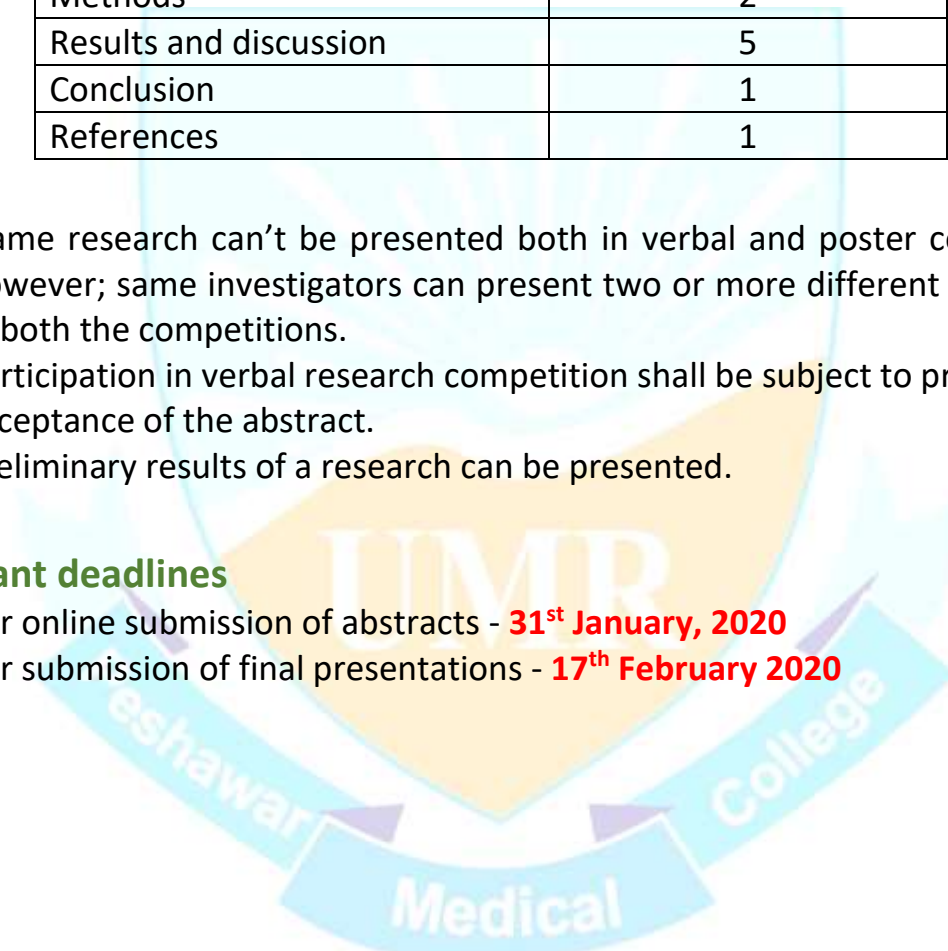 Methods 2
Results and discussion 5
Conclusion 1
References 1
ame research can’t be presented both in verbal and poster c
owever; same investigators can present two or more different
both the competitions.
rticipation in verbal research competition shall be subject to pr
ceptance of the abstract.
eliminary results of a research can be presented.
ant deadlines
r online submission of abstracts - 31st January, 2020
r submission of final presentations - 17th February 2020
UMR
eshawar Medical College